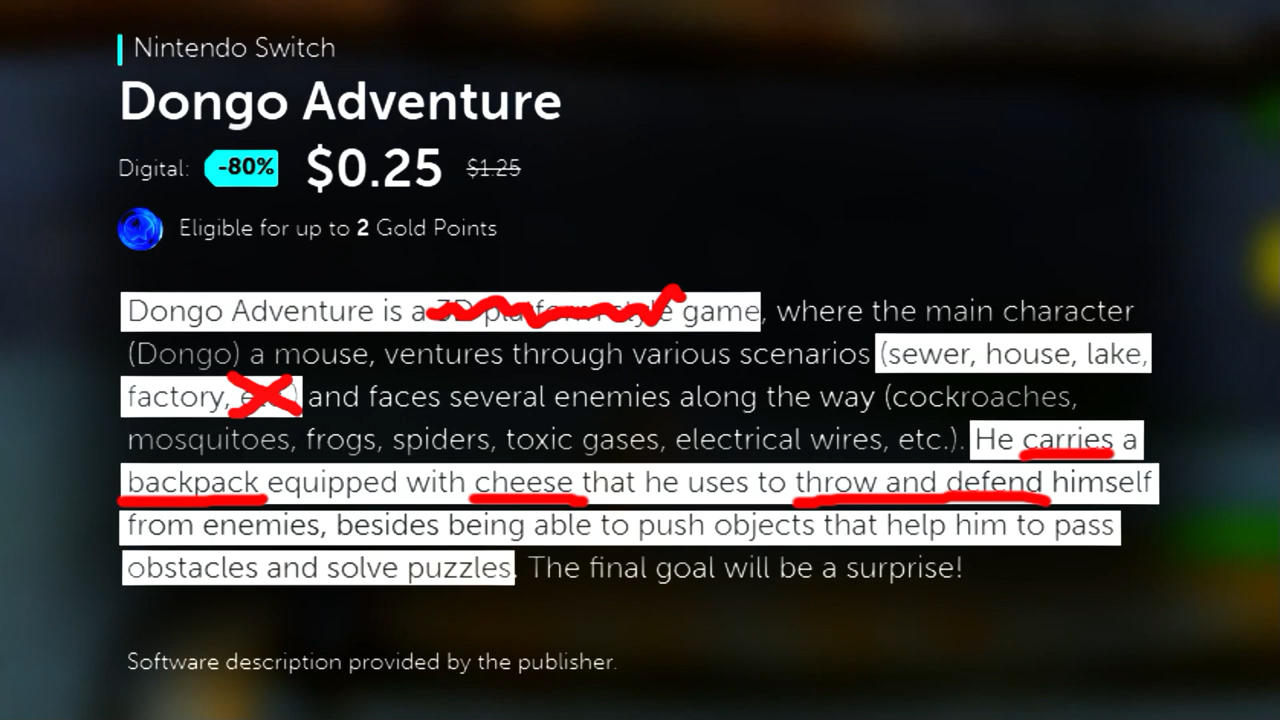 Nintendo Switch
Dongo Adventure
Digital: -80% $0.25 $1.25
Eligible for up to 2 Gold Points
Dongo Adventure is a 3D platform style game, where the main character
(Dongo) a mouse, ventures through various scenarios (sewer, house, lake,
factory, etc.) and faces several enemies along the way (cockroaches,
mosquitoes, frogs, spiders, toxic gases, electrical wires, etc.). He carries a
backpack equipped with cheese that he uses to throw and defend himself
from enemies, besides being able to push objects that help him to pass
obstacles and solve puzzles. The final goal will be a surprise!
Software description provided by the publisher.